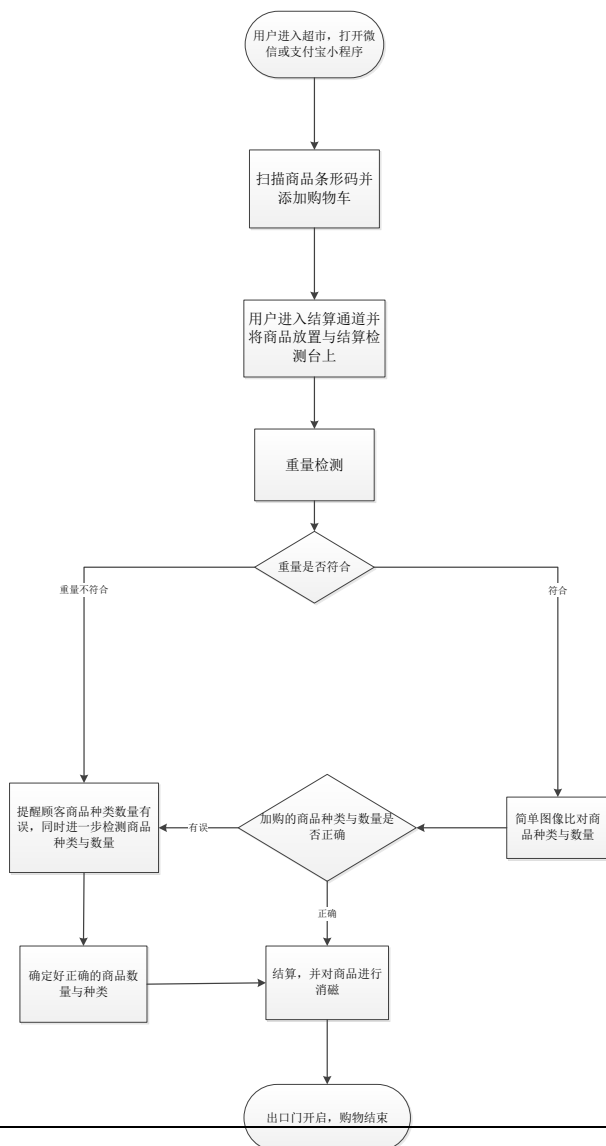 用户进入超市，打开微
信或支付宝小程序
扫描商品条形码并
添加购物车
用户进入结算通道并
将商品放置与结算检
测台上
重量检测
重量是否符合
重量不符合
符合
提醒顾客商品种类数量有
误，同时进一步检测商品
种类与数量
有误
加购的商品种类与数量是
否正确
简单图像比对商
品种类与数量
正确
确定好正确的商品数
量与种类
结算，并对商品进行
消磁
出口门开启，购物结束